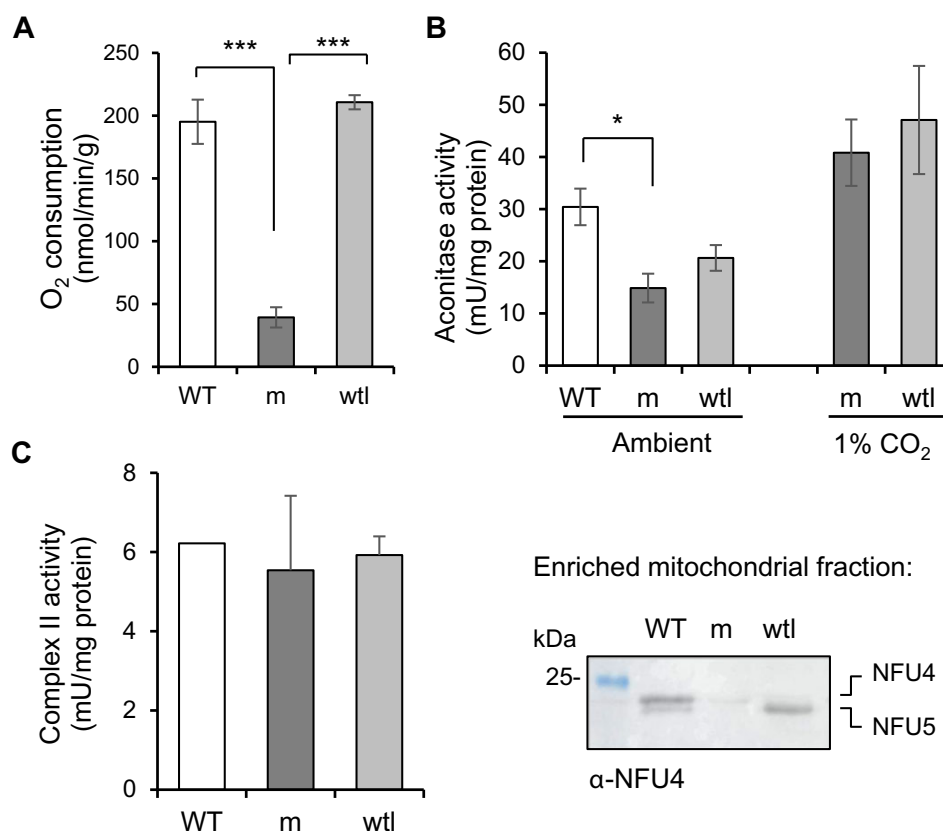 A
***
***
O₂ consumption
(nmol/min/g)
250
200
150
100
50
0
WT
m
wtl
B
*
Aconitase activity
(mU/mg protein)
60
50
40
30
20
10
0
WT
m
wtl
m
wtl
Ambient
1% CO₂
C
Complex II activity
(mU/mg protein)
8
6
4
2
0
WT
m
wtl
Enriched mitochondrial fraction:
kDa
WT
m
wtl
25-
NFU4
NFU5
α-NFU4